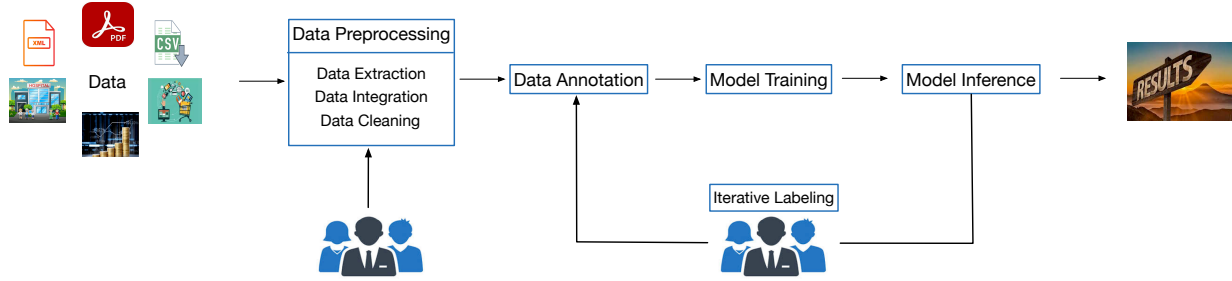 XML
PDF
CSV
HOSPITAL
Data
Data Preprocessing
Data Extraction
Data Integration
Data Cleaning
Data Annotation
Model Training
Model Inference
RESULTS
Iterative Labeling